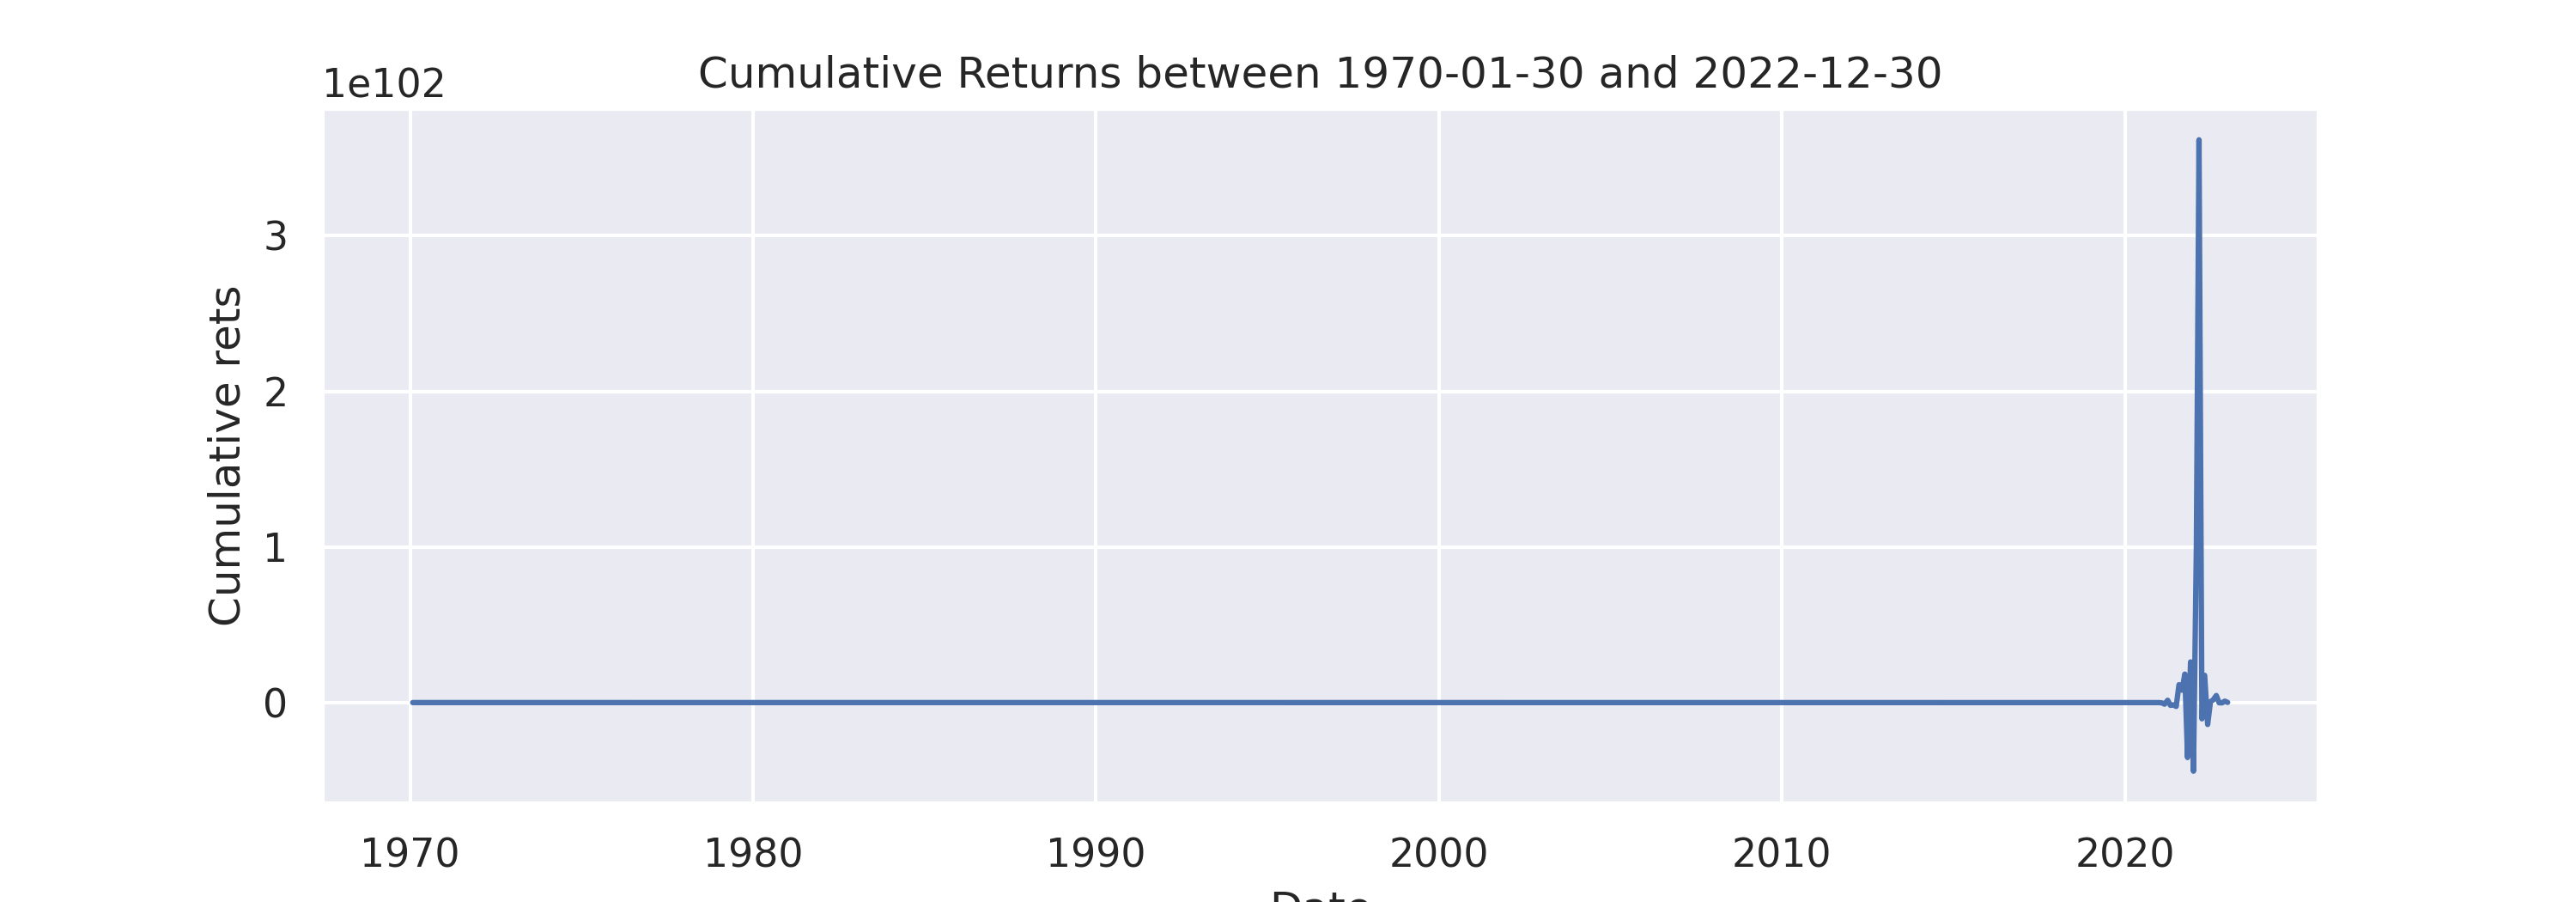 Cumulative Returns between 1970-01-30 and 2022-12-30
1e102
Cumulative rets
3
2
1
0
1970 1980 1990 2000 2010 2020
Date